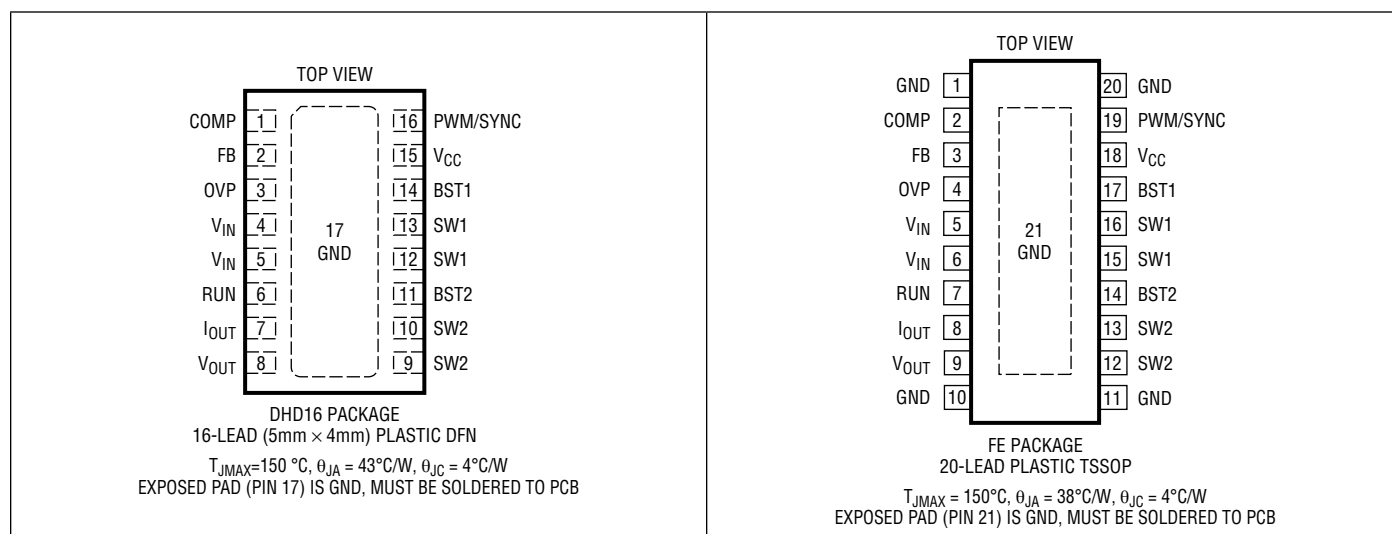 TOP VIEW
COMP 1 16 PWM/SYNC
FB 2 15 VCC
OVP 3 14 BST1
VIN 4 13 SW1
17
GND
VIN 5 12 SW1
RUN 6 11 BST2
IOUT 7 10 SW2
VOUT 8 9 SW2
DHD16 PACKAGE
16-LEAD (5mm × 4mm) PLASTIC DFN
TJMAX=150 °C, θJA = 43°C/W, θJC = 4°C/W
EXPOSED PAD (PIN 17) IS GND, MUST BE SOLDERED TO PCB
TOP VIEW
GND 1 20 GND
COMP 2 19 PWM/SYNC
FB 3 18 VCC
OVP 4 17 BST1
VIN 5 16 SW1
21
GND
VIN 6 15 SW1
RUN 7 14 BST2
IOUT 8 13 SW2
VOUT 9 12 SW2
GND 10 11 GND
FE PACKAGE
20-LEAD PLASTIC TSSOP
TJMAX = 150°C, θJA = 38°C/W, θJC = 4°C/W
EXPOSED PAD (PIN 21) IS GND, MUST BE SOLDERED TO PCB